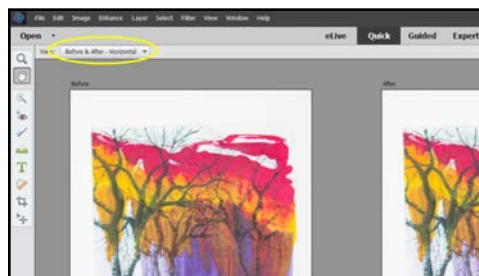 File Edit Image Enhance Layer Select Filter View Window Help
Open eLive Quick Guided Expert
View: Before & After - Horizontal
Before After
T